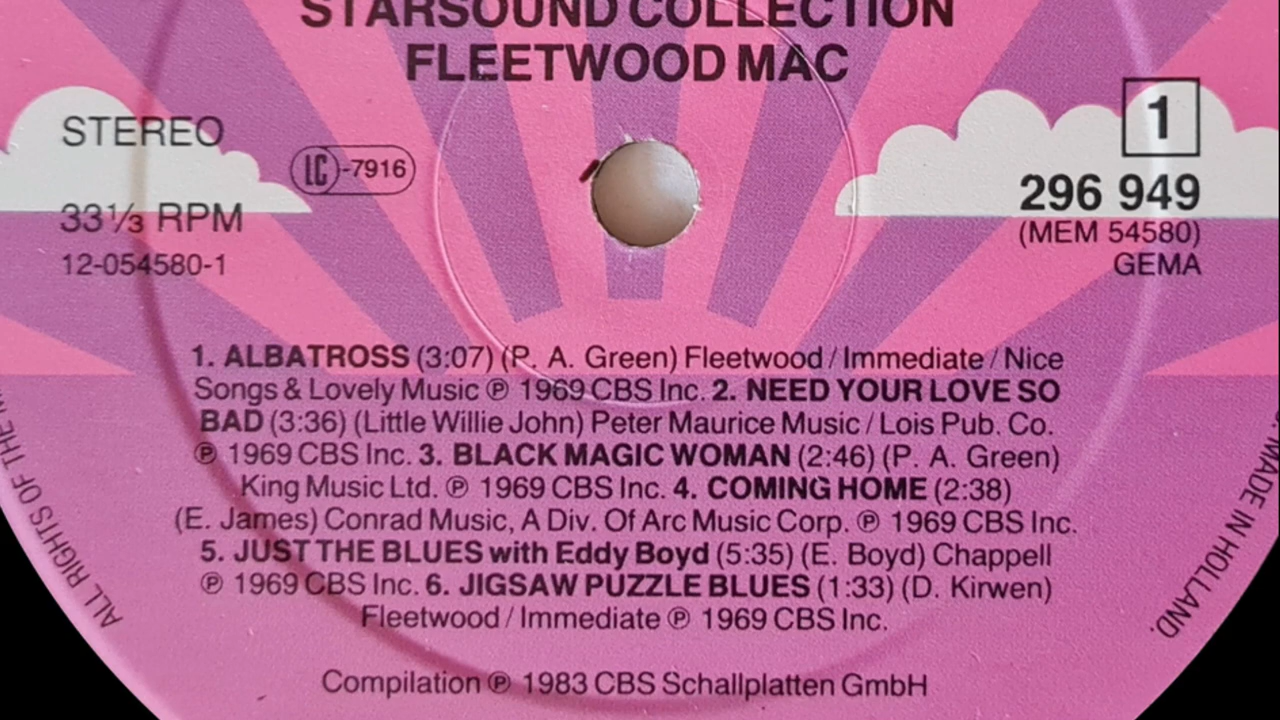 STARSOUND COLLECTION
FLEETWOOD MAC
1
STEREO
LC-7916
296 949
33⅓ RPM
(MEM 54580)
12-054580-1
GEMA
1. ALBATROSS (3:07) (P. A. Green) Fleetwood / Immediate / Nice
Songs & Lovely Music ℗ 1969 CBS Inc. 2. NEED YOUR LOVE SO
BAD (3:36) (Little Willie John) Peter Maurice Music / Lois Pub. Co.
℗ 1969 CBS Inc. 3. BLACK MAGIC WOMAN (2:46) (P. A. Green)
King Music Ltd. ℗ 1969 CBS Inc. 4. COMING HOME (2:38)
(E. James) Conrad Music, A Div. Of Arc Music Corp. ℗ 1969 CBS Inc.
5. JUST THE BLUES with Eddy Boyd (5:35) (E. Boyd) Chappell
℗ 1969 CBS Inc. 6. JIGSAW PUZZLE BLUES (1:33) (D. Kirwen)
Fleetwood / Immediate ℗ 1969 CBS Inc.
Compilation ℗ 1983 CBS Schallplatten GmbH
ALL RIGHTS OF THE
MADE IN HOLLAND.